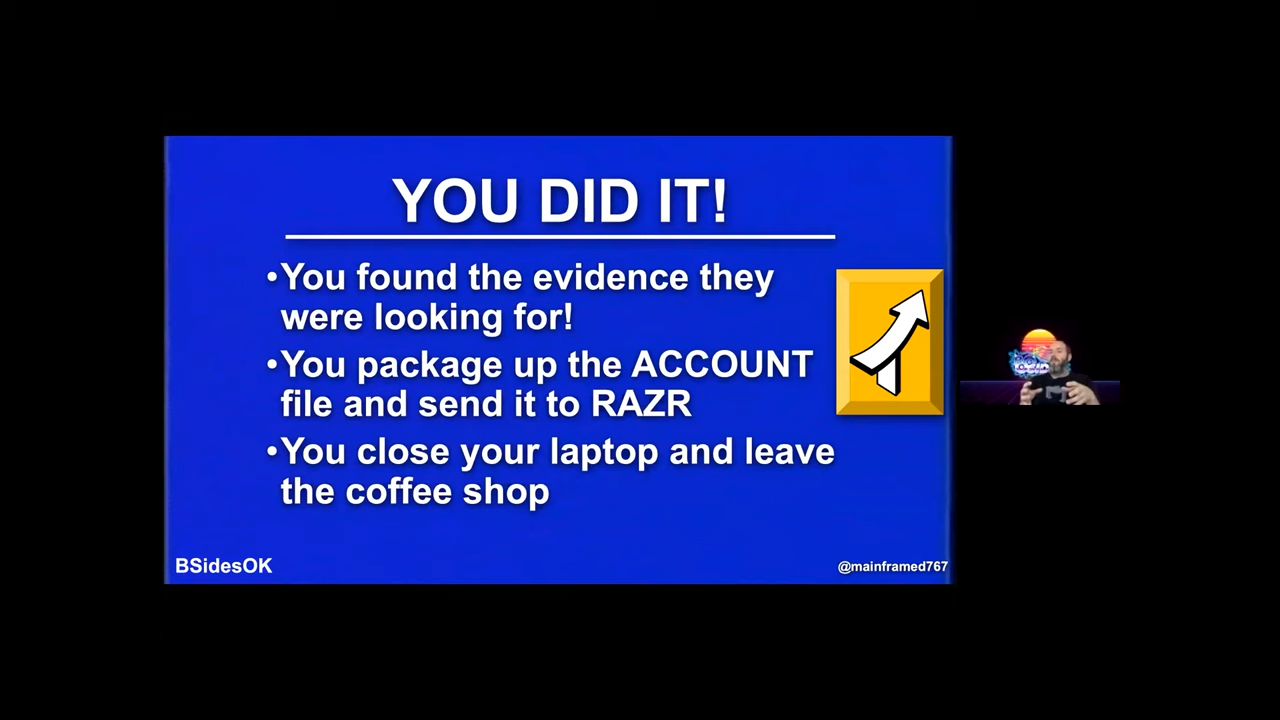 YOU DID IT!
•You found the evidence they
were looking for!
•You package up the ACCOUNT
file and send it to RAZR
•You close your laptop and leave
the coffee shop
BSidesOK
@mainframed767